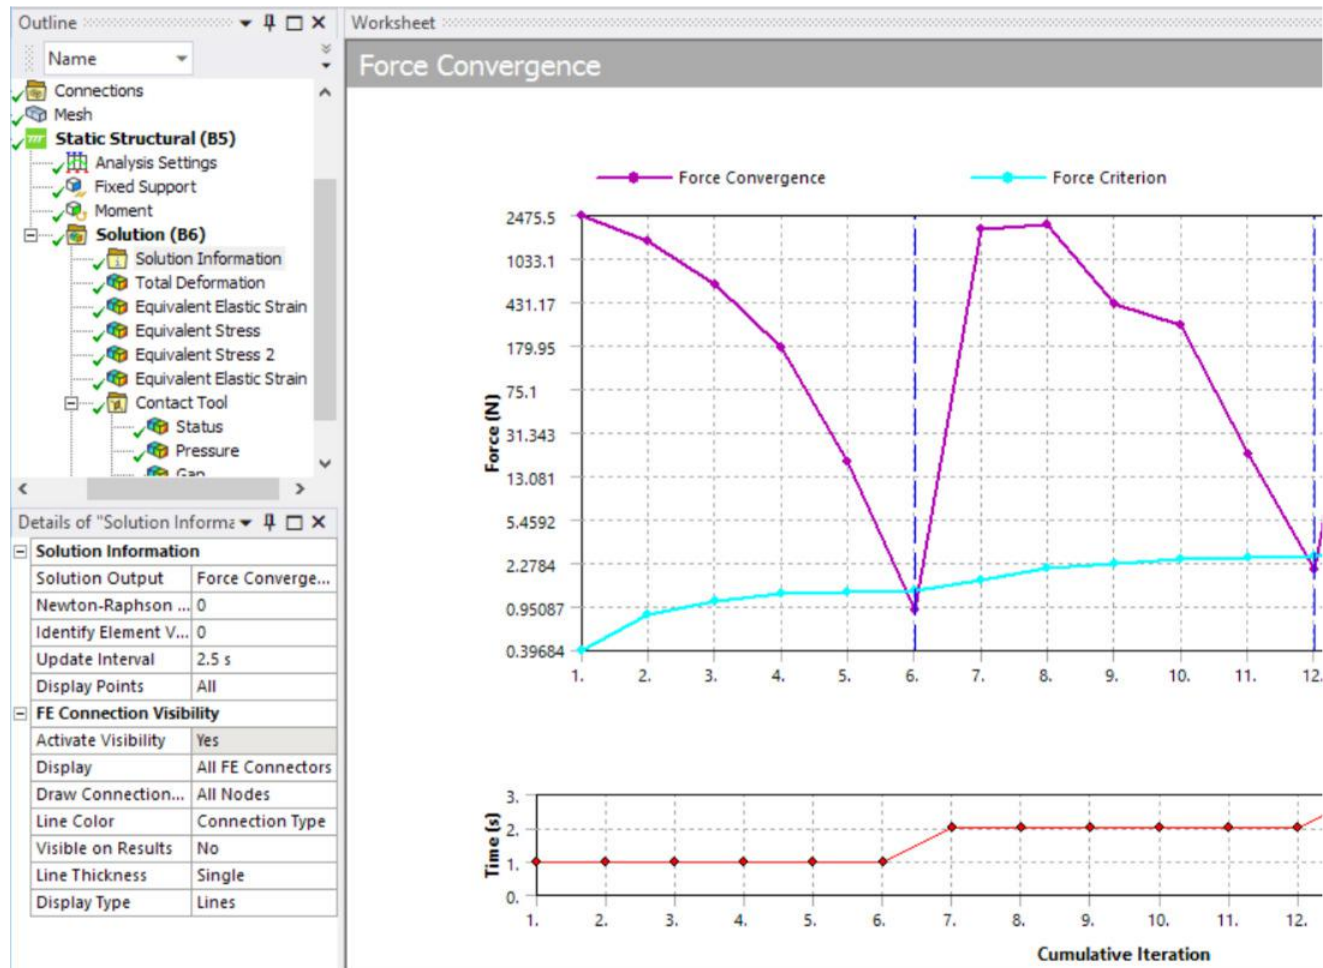 Outline
Worksheet
Name
Connections
Mesh
Static Structural (B5)
Analysis Settings
Fixed Support
Moment
Solution (B6)
Solution Information
Total Deformation
Equivalent Elastic Strain
Equivalent Stress
Equivalent Stress 2
Equivalent Elastic Strain
Contact Tool
Status
Pressure
Gap
Details of "Solution Informa
Solution Information
Solution Output Force Converge...
Newton-Raphson ... 0
Identify Element V... 0
Update Interval 2.5 s
Display Points All
FE Connection Visibility
Activate Visibility Yes
Display All FE Connectors
Draw Connection... All Nodes
Line Color Connection Type
Visible on Results No
Line Thickness Single
Display Type Lines
Force Convergence
Force Convergence Force Criterion
2475.5
1033.1
431.17
179.95
75.1
31.343
13.081
5.4592
2.2784
0.95087
0.39684
Force (N)
1. 2. 3. 4. 5. 6. 7. 8. 9. 10. 11. 12.
3.
2.
1.
0.
Time (s)
1. 2. 3. 4. 5. 6. 7. 8. 9. 10. 11. 12.
Cumulative Iteration